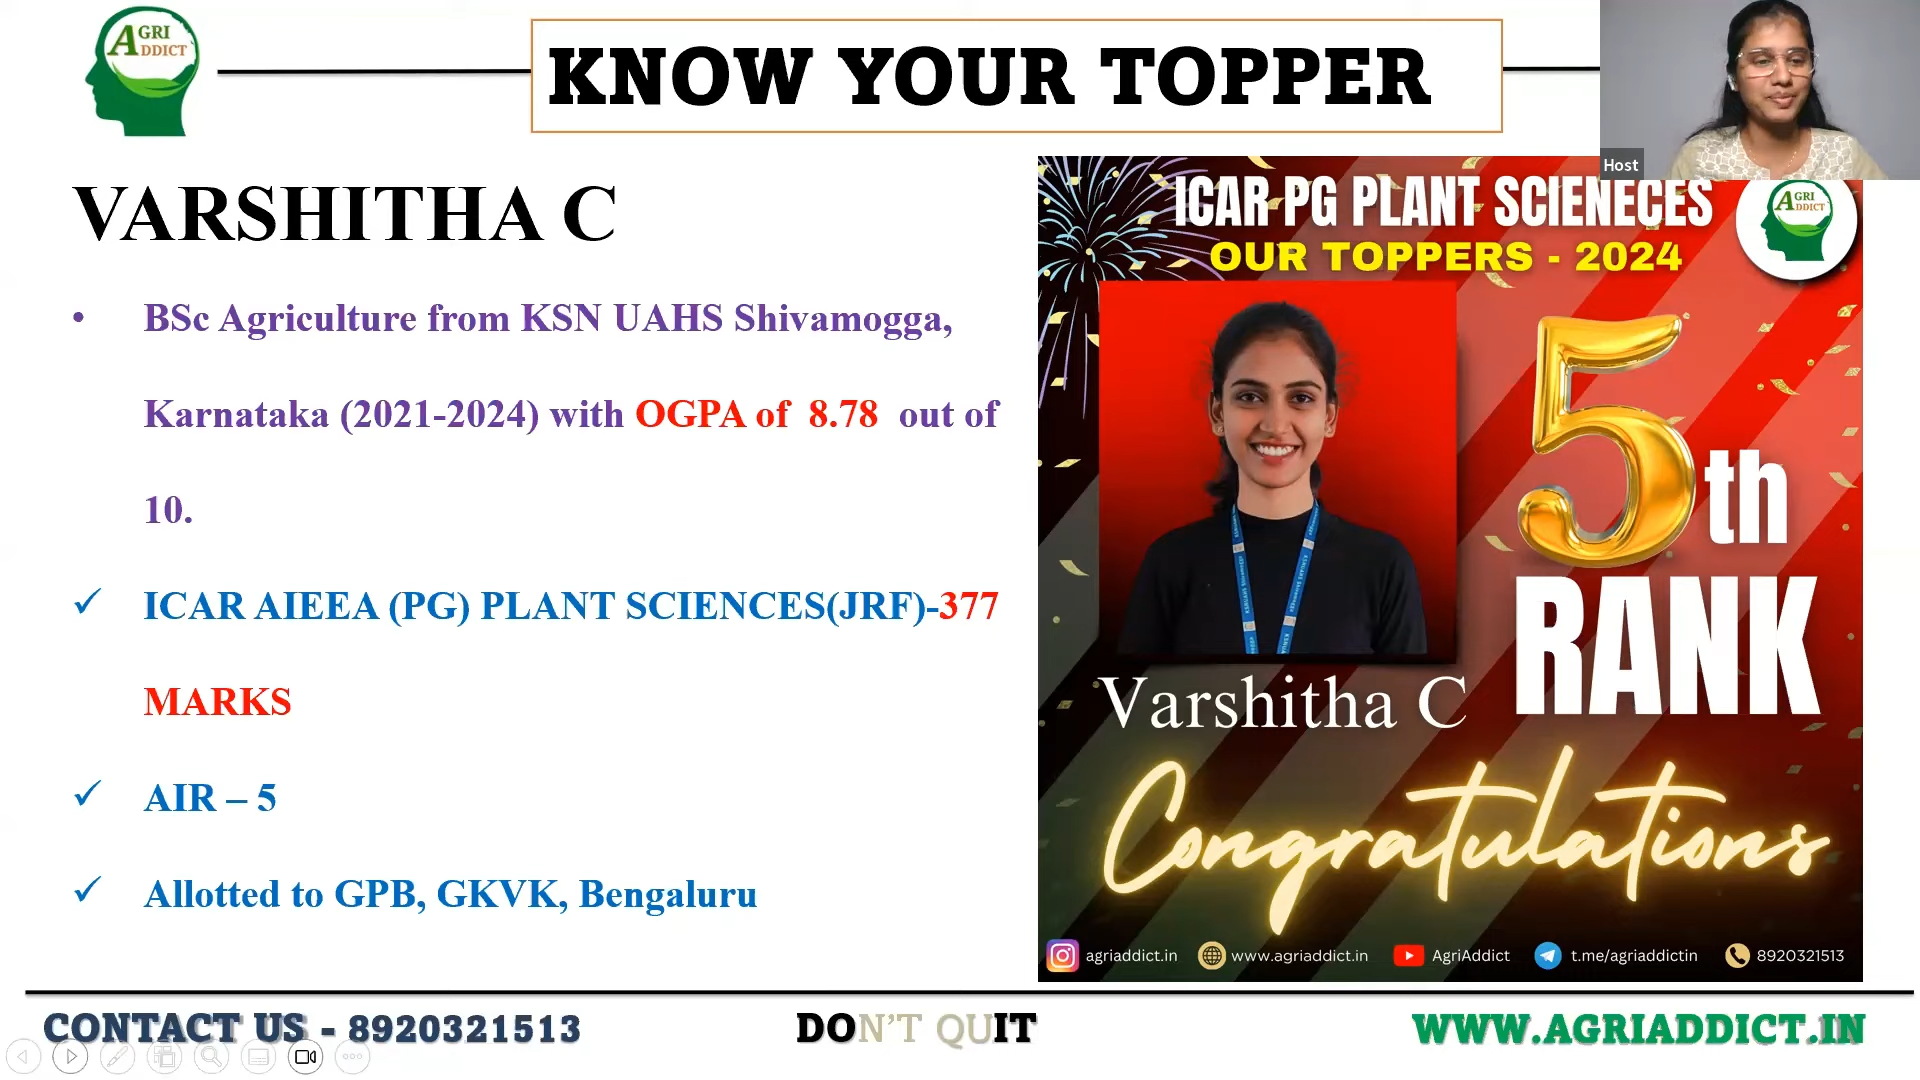 AGRI
ADDICT
KNOW YOUR TOPPER
Host
VARSHITHA C
• BSc Agriculture from KSN UAHS Shivamogga,
Karnataka (2021-2024) with OGPA of 8.78 out of
10.
✓ ICAR AIEEA (PG) PLANT SCIENCES(JRF)-377
MARKS
✓ AIR – 5
✓ Allotted to GPB, GKVK, Bengaluru
ICAR PG PLANT SCIENECES
OUR TOPPERS - 2024
AGRI
ADDICT
5th
RANK
Varshitha C
Congratulations
agriaddict.in www.agriaddict.in AgriAddict t.me/agriaddictin 8920321513
CONTACT US - 8920321513 DON'T QUIT WWW.AGRIADDICT.IN